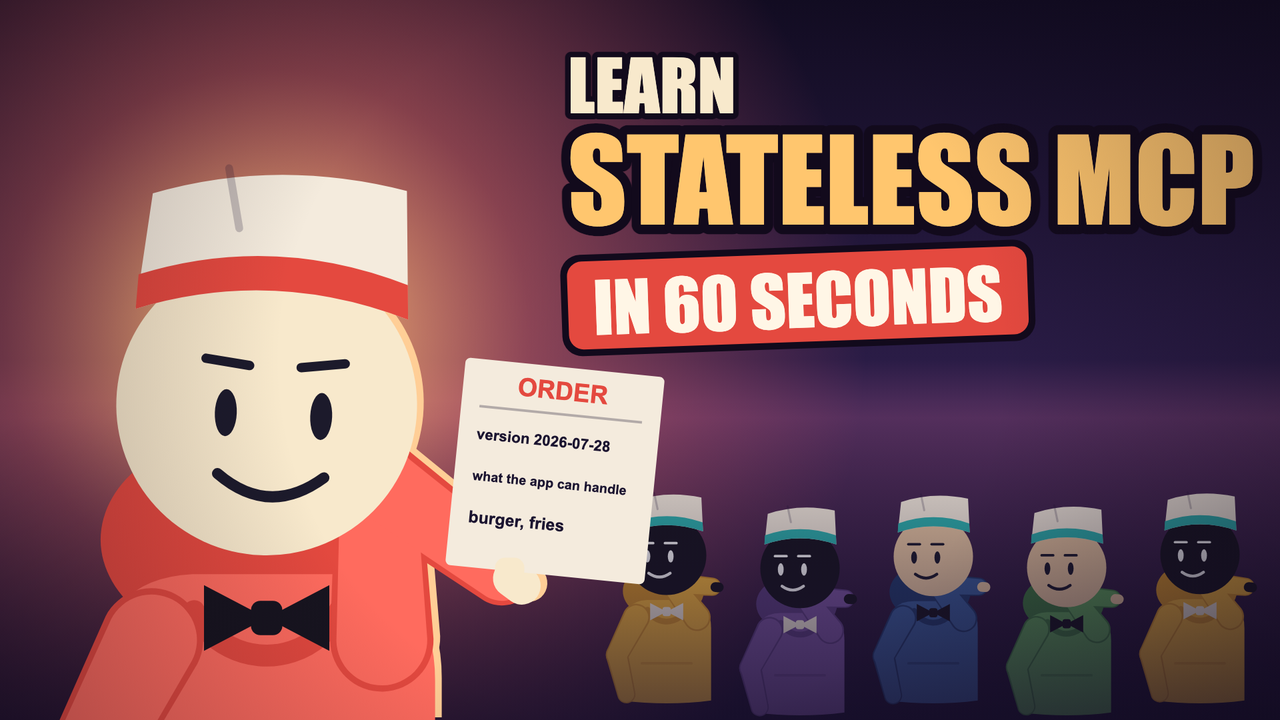 LEARN
STATELESS MCP
IN 60 SECONDS
ORDER
version 2026-07-28
what the app can handle
burger, fries